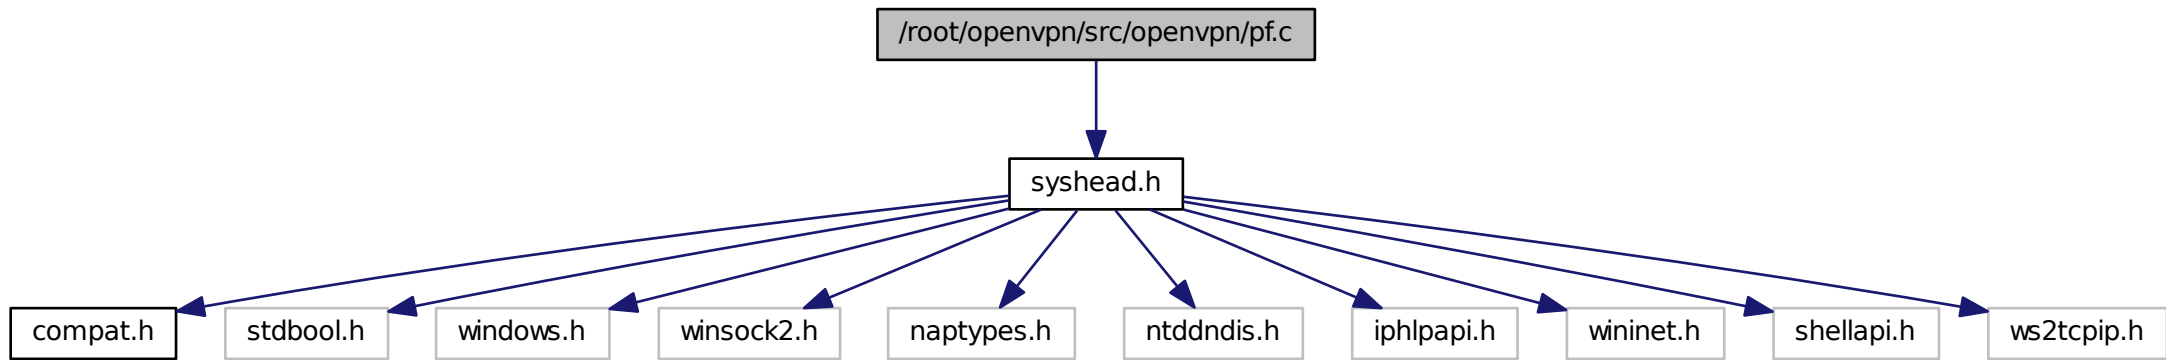 /root/openvpn/src/openvpn/pf.c
syshead.h
compat.h
stdbool.h
windows.h
winsock2.h
naptypes.h
ntddndis.h
iphlpapi.h
wininet.h
shellapi.h
ws2tcpip.h